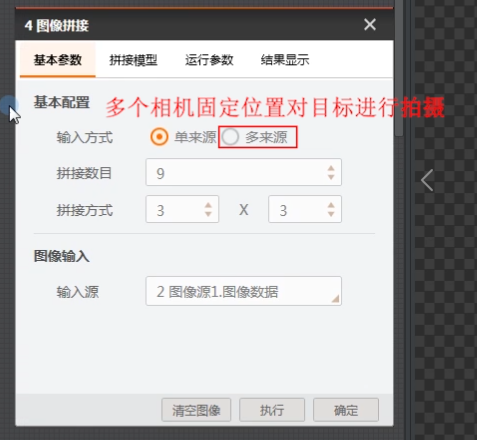 4 图像拼接
基本参数 拼接模型 运行参数 结果显示
基本配置 多个相机固定位置对目标进行拍摄
输入方式 单来源 多来源
拼接数目 9
拼接方式 3 X 3
图像输入
输入源 2 图像源1.图像数据
清空图像 执行 确定